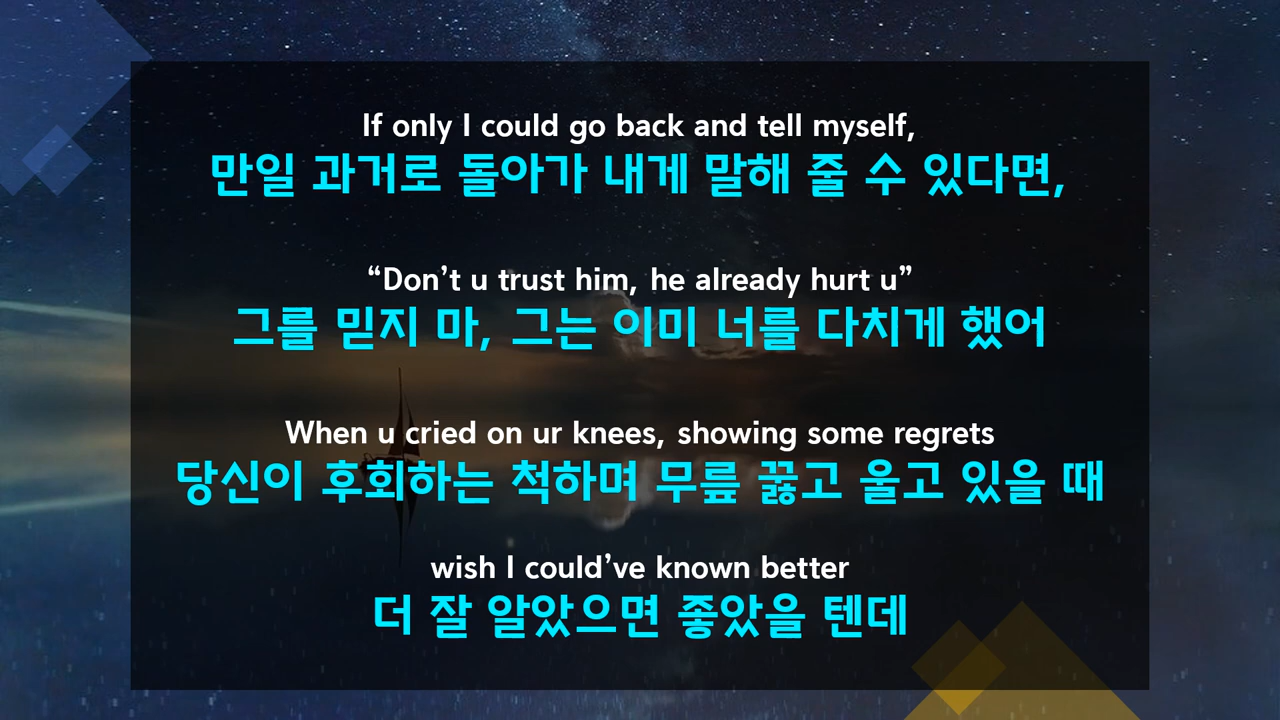 If only I could go back and tell myself,
만일 과거로 돌아가 내게 말해 줄 수 있다면,
“Don’t u trust him, he already hurt u”
그를 믿지 마, 그는 이미 너를 다치게 했어
When u cried on ur knees, showing some regrets
당신이 후회하는 척하며 무릎 꿇고 울고 있을 때
wish I could’ve known better
더 잘 알았으면 좋았을 텐데